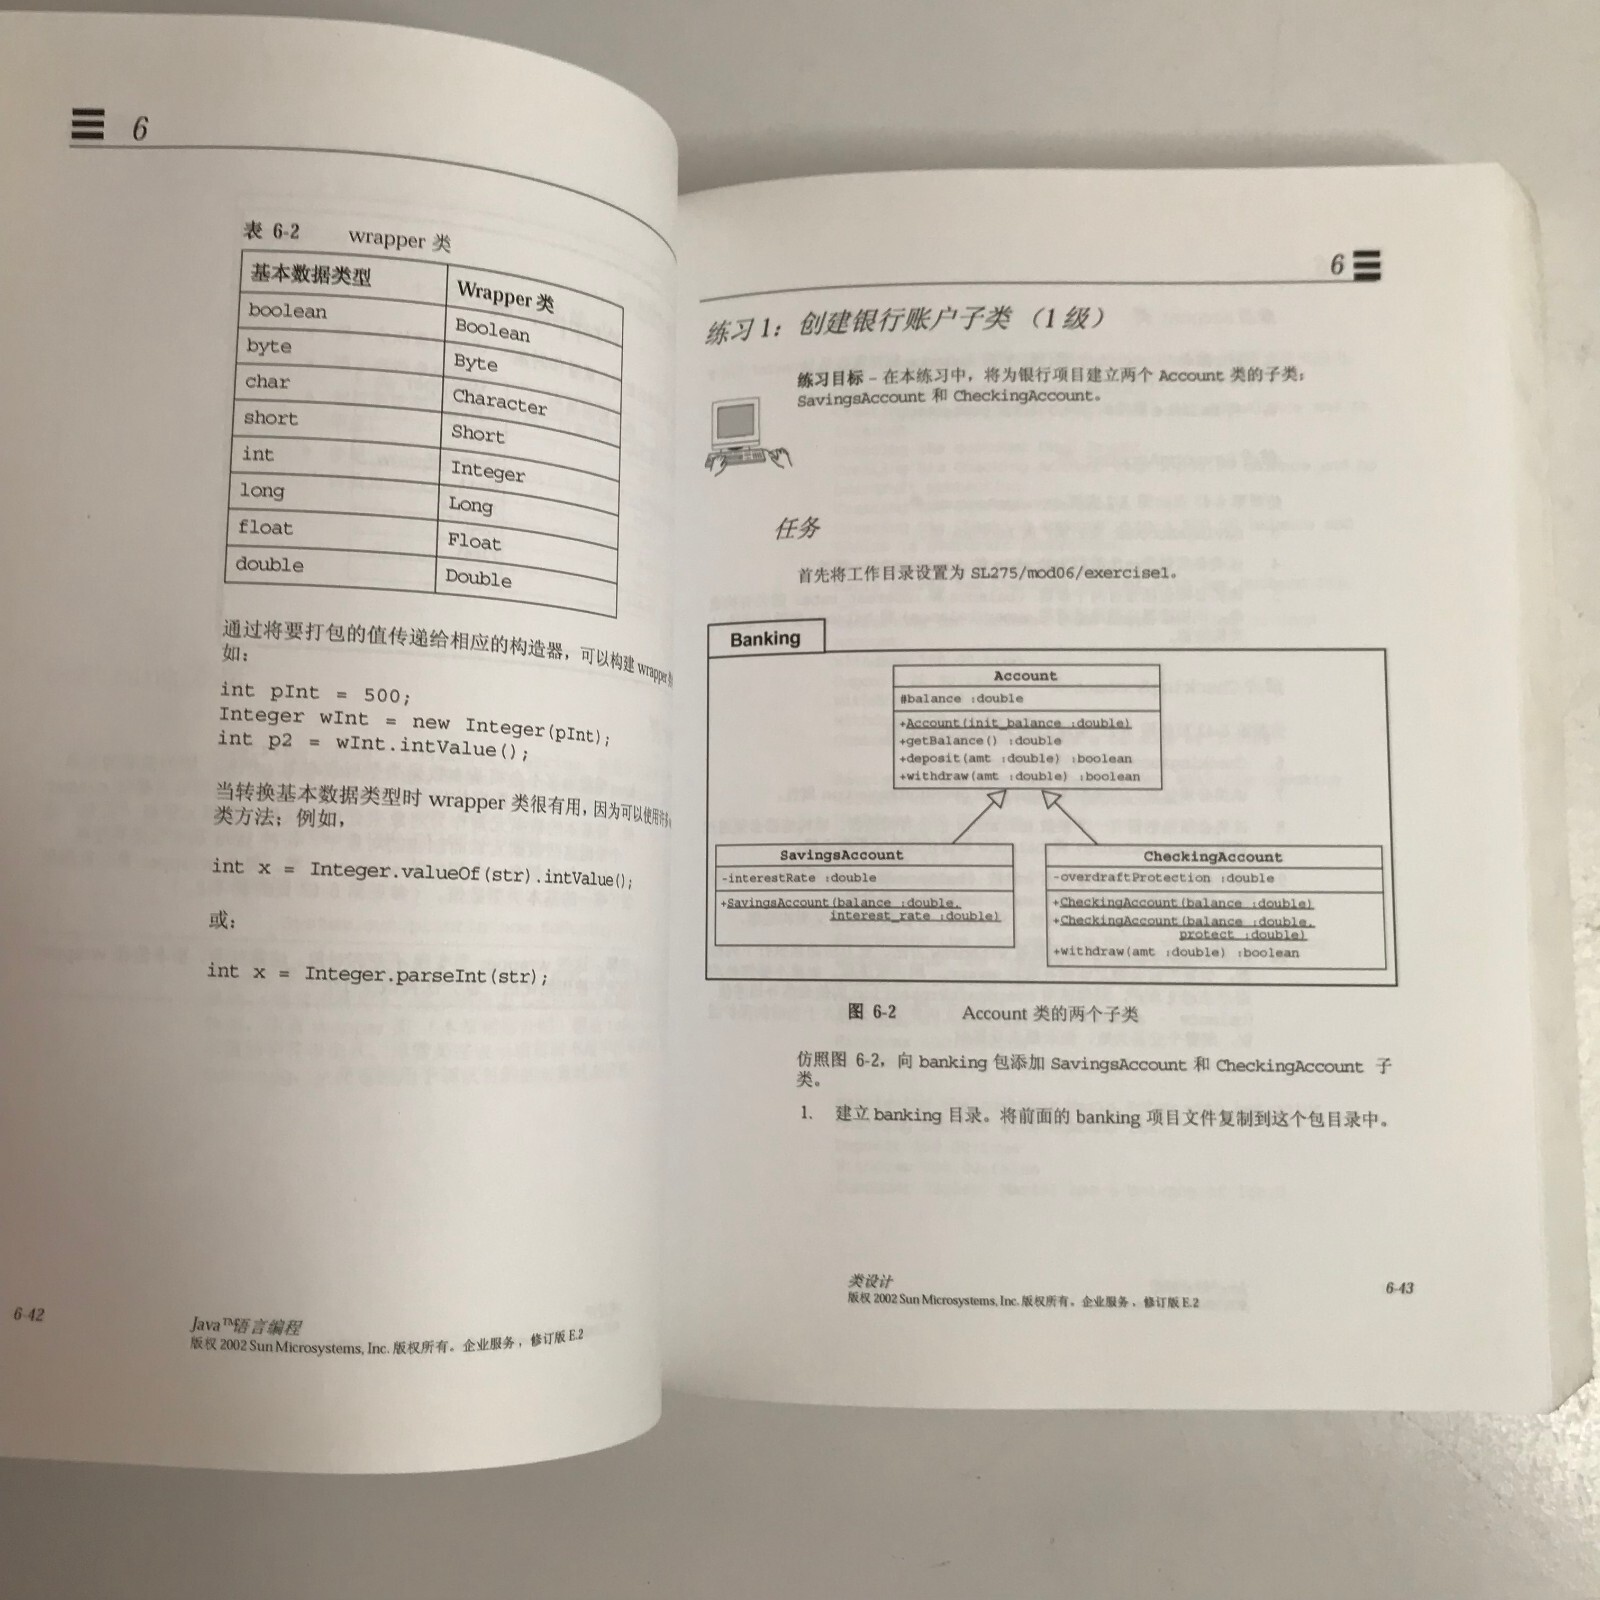 6
表 6-2 wrapper 类
基本数据类型 Wrapper 类
boolean Boolean
byte Byte
char Character
short Short
int Integer
long Long
float Float
double Double
通过将要打包的值传递给相应的构造器，可以构建 wrapper
如：
int pInt = 500;
Integer wInt = new Integer(pInt);
int p2 = wInt.intValue();
当转换基本数据类型时 wrapper 类很有用，因为可以使用许多
类方法；例如，
int x = Integer.valueOf(str).intValue();
或：
int x = Integer.parseInt(str);
6-42
Java™语言编程
版权 2002 Sun Microsystems, Inc. 版权所有。企业服务，修订版 E.2
6
练习 1：创建银行账户子类（1 级）
练习目标 – 在本练习中，将为银行项目建立两个 Account 类的子类：
SavingsAccount 和 CheckingAccount。
任务
首先将工作目录设置为 SL275/mod06/exercise1。
Banking
Account
#balance :double
+Account(init_balance :double)
+getBalance() :double
+deposit(amt :double) :boolean
+withdraw(amt :double) :boolean
SavingsAccount
-interestRate :double
+SavingsAccount(balance :double,
interest_rate :double)
CheckingAccount
-overdraftProtection :double
+CheckingAccount(balance :double)
+CheckingAccount(balance :double,
protect :double)
+withdraw(amt :double) :boolean
图 6-2 Account 类的两个子类
仿照图 6-2，向 banking 包添加 SavingsAccount 和 CheckingAccount 子
类。
1. 建立 banking 目录。将前面的 banking 项目文件复制到这个包目录中。
类设计
版权 2002 Sun Microsystems, Inc. 版权所有。企业服务，修订版 E.2
6-43